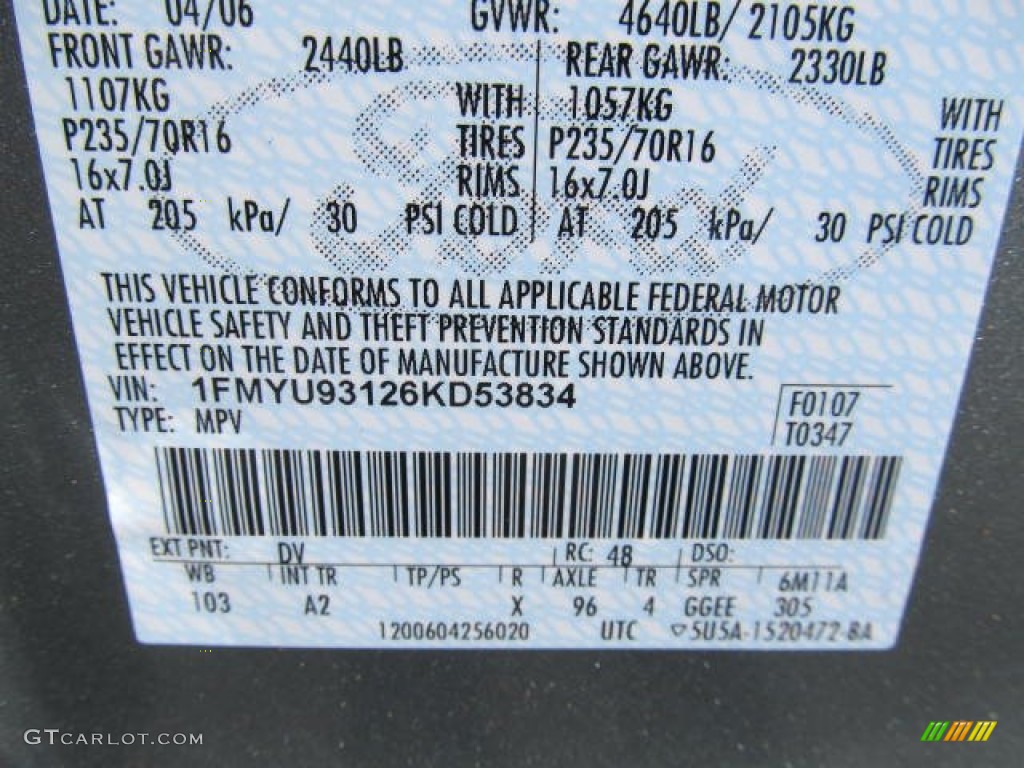 DATE: 04/06 GVWR: 4640LB/ 2105KG
FRONT GAWR: 2440LB REAR GAWR: 2330LB
1107KG WITH 1057KG WITH
P235/70R16 TIRES P235/70R16 TIRES
16x7.0J RIMS 16x7.0J RIMS
AT 205 kPa/ 30 PSI COLD AT 205 kPa/ 30 PSI COLD
THIS VEHICLE CONFORMS TO ALL APPLICABLE FEDERAL MOTOR
VEHICLE SAFETY AND THEFT PREVENTION STANDARDS IN
EFFECT ON THE DATE OF MANUFACTURE SHOWN ABOVE.
VIN: 1FMYU93126KD53834
TYPE: MPV
F0107
T0347
EXT PNT: DV RC: 48 DSO:
WB INT TR TP/PS R AXLE TR SPR 6M11A
103 A2 X 96 4 GGEE 305
1200604256020 UTC ▽5U5A-1520472-BA
Ford
GTCARLOT.COM